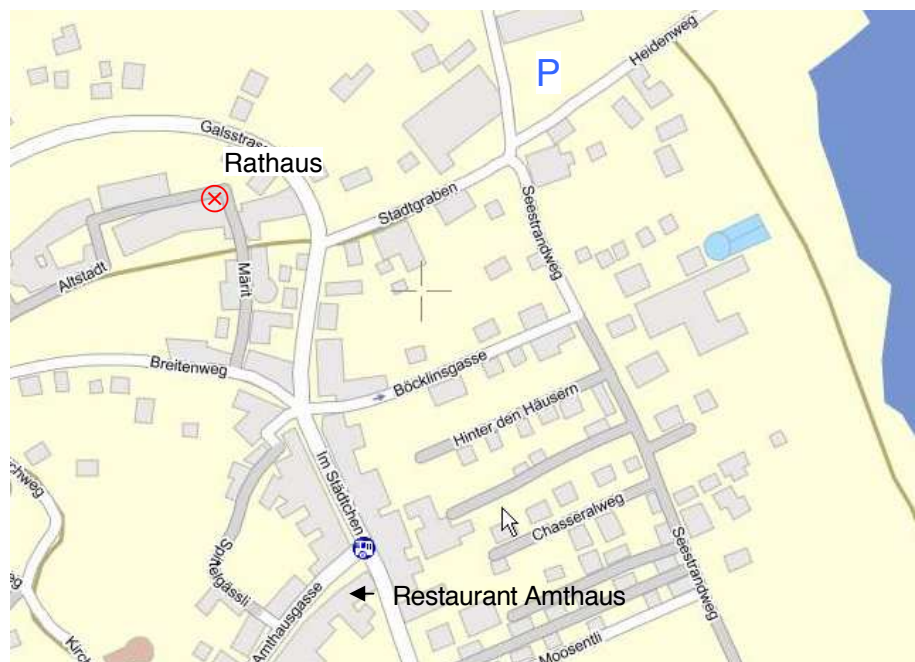 P
Heidenweg
Galsstrass
Rathaus
Stadtgraben
Seestrandweg
Altstadt
Märit
Breitenweg
Böcklinsgasse
Hinter den Häusern
Im Städtchen
Chasseralweg
Spittelgässli
Seestrandweg
Restaurant Amthaus
Amthausgasse
Moosentli